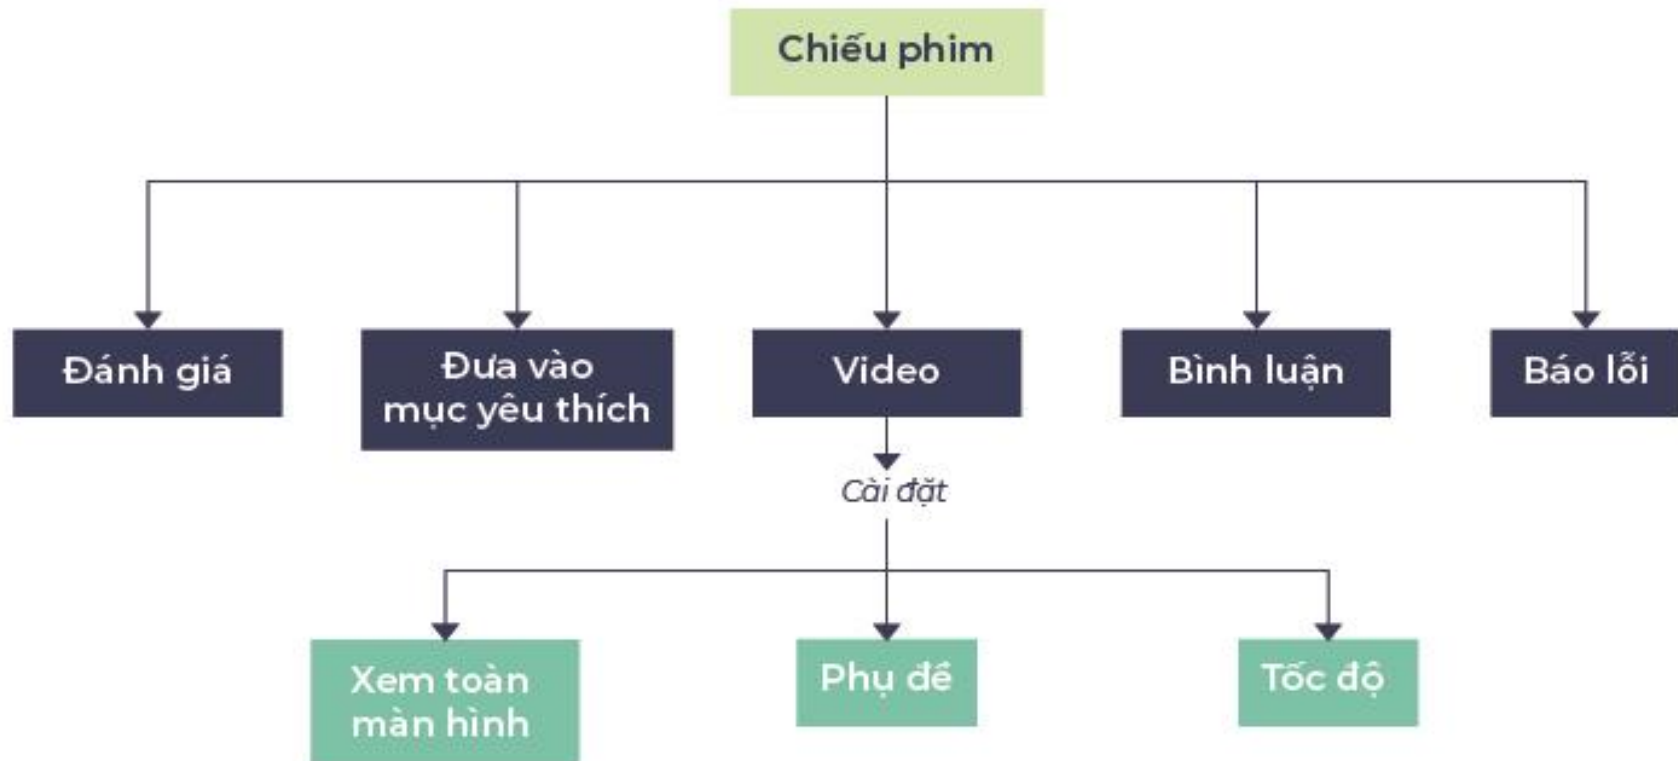 Chiếu phim
Đánh giá
Đưa vào
mục yêu thích
Video
Bình luận
Báo lỗi
Cài đặt
Xem toàn
màn hình
Phụ đề
Tốc độ